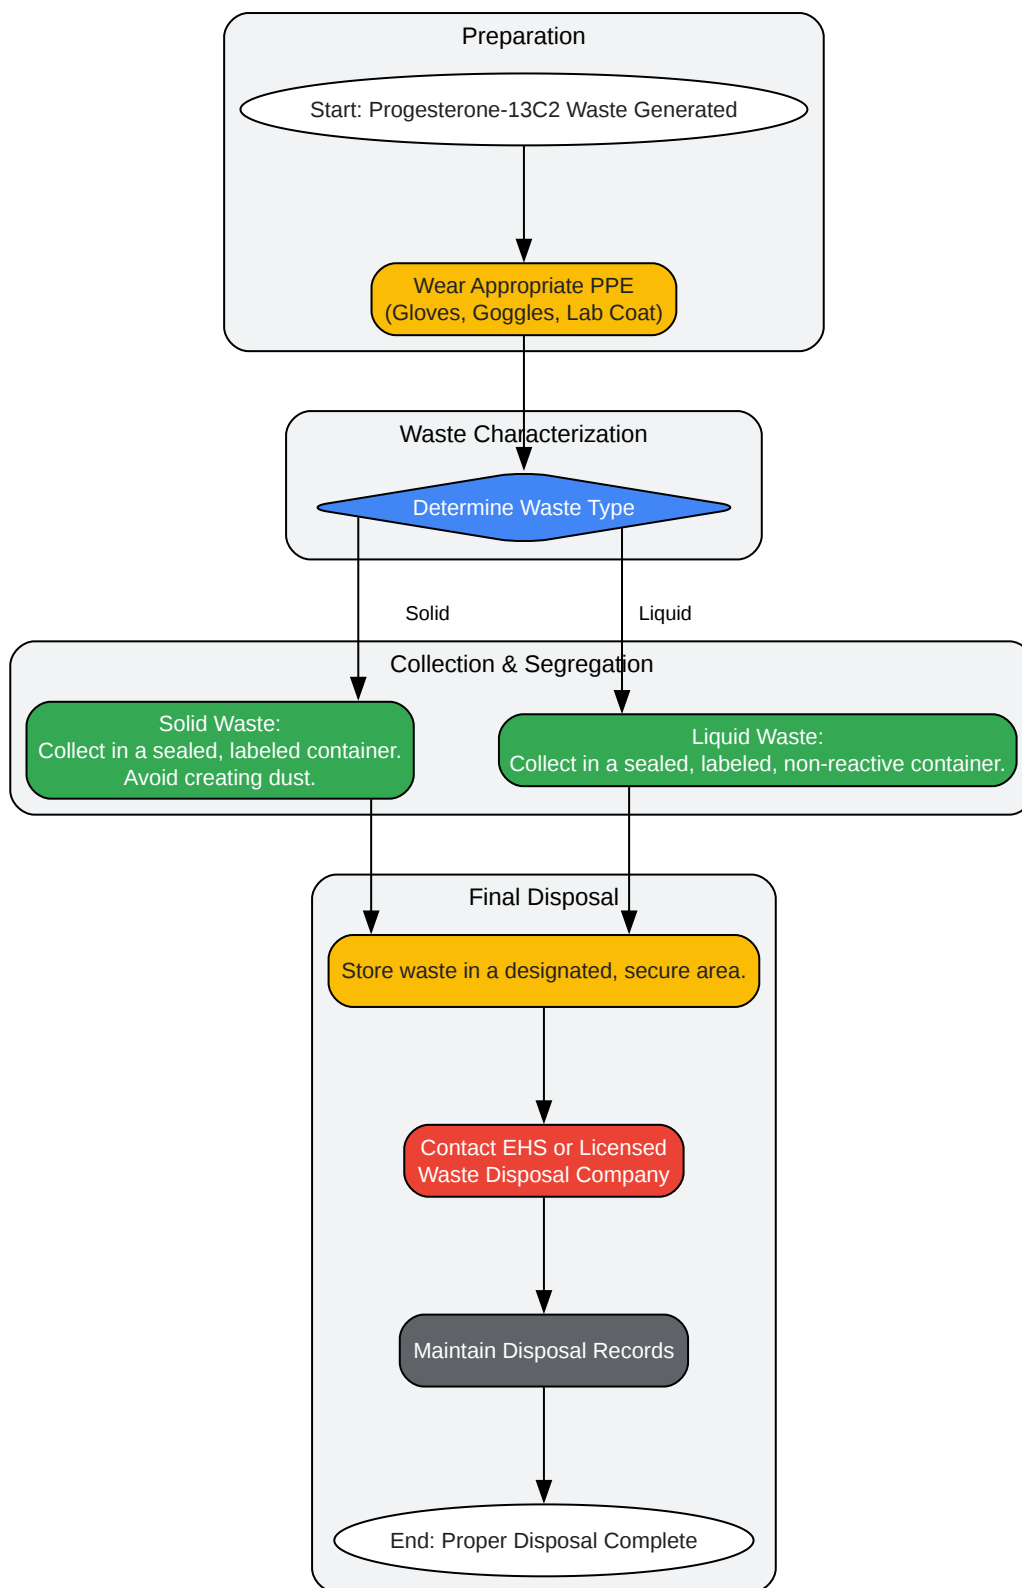 Preparation
Start: Progesterone-13C2 Waste Generated
Wear Appropriate PPE
(Gloves, Goggles, Lab Coat)
Waste Characterization
Determine Waste Type
Solid
Liquid
Collection & Segregation
Solid Waste:
Collect in a sealed, labeled container.
Avoid creating dust.
Liquid Waste:
Collect in a sealed, labeled, non-reactive container.
Final Disposal
Store waste in a designated, secure area.
Contact EHS or Licensed
Waste Disposal Company
Maintain Disposal Records
End: Proper Disposal Complete